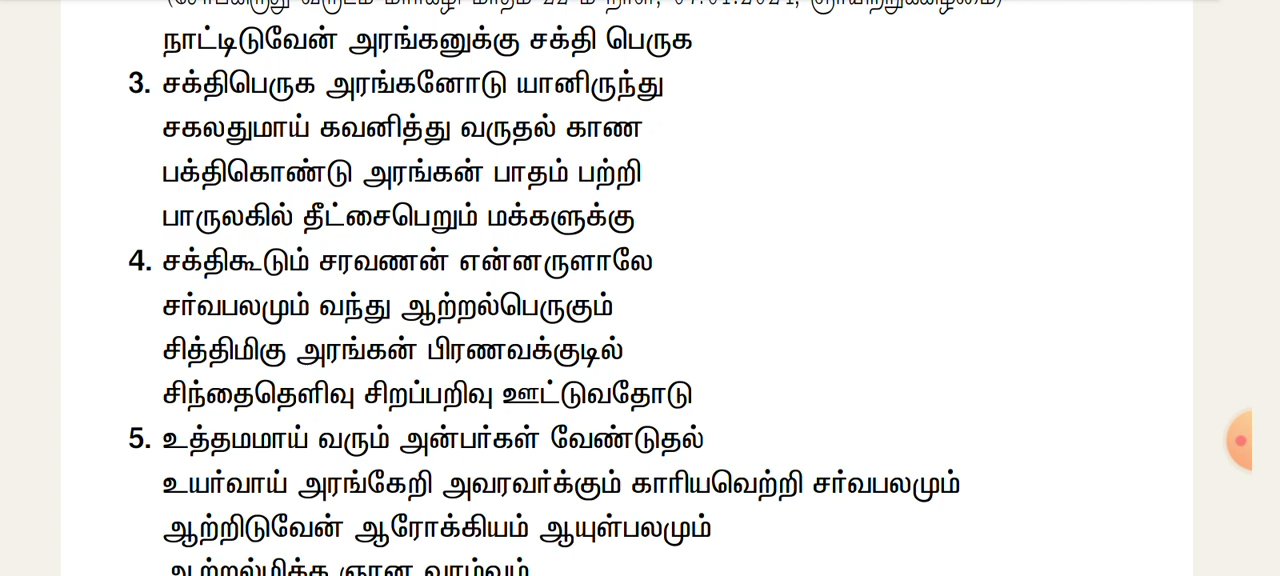 நாட்டிடுவேன் அரங்கனுக்கு சக்தி பெருக
3. சக்திபெருக அரங்கனோடு யானிருந்து
சகலதுமாய் கவனித்து வருதல் காண
பக்திகொண்டு அரங்கன் பாதம் பற்றி
பாருலகில் தீட்சைபெறும் மக்களுக்கு
4. சக்திகூடும் சரவணன் என்னருளாலே
சர்வபலமும் வந்து ஆற்றல்பெருகும்
சித்திமிகு அரங்கன் பிரணவக்குடில்
சிந்தைதெளிவு சிறப்பறிவு ஊட்டுவதோடு
5. உத்தமமாய் வரும் அன்பர்கள் வேண்டுதல்
உயர்வாய் அரங்கேறி அவரவர்க்கும் காரியவெற்றி சர்வபலமும்
ஆற்றிடுவேன் ஆரோக்கியம் ஆயுள்பலமும்